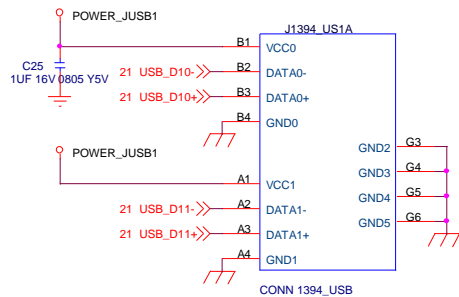 POWER_JUSB1
J1394_US1A
B1 VCC0
C25
1UF 16V 0805 Y5V
21 USB_D10- B2 DATA0-
21 USB_D10+ B3 DATA0+
B4 GND0
GND2 G3
POWER_JUSB1
GND3 G4
A1 VCC1
GND4 G5
21 USB_D11- A2 DATA1-
GND5 G6
21 USB_D11+ A3 DATA1+
A4 GND1
CONN 1394_USB